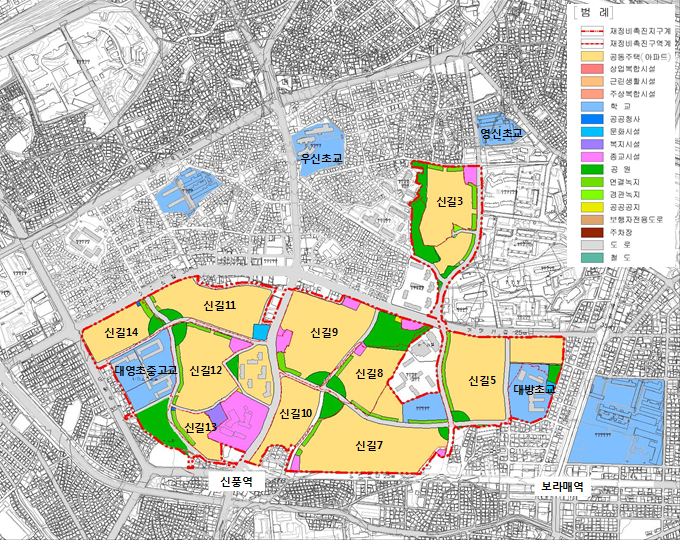 [범 례]
재정비촉진지구계
재정비촉진구역계
공동주택(아파트)
상업복합시설
근린생활시설
주상복합시설
학 교
공공청사
문화시설
복지시설
종교시설
공 원
연결녹지
경관녹지
공공공지
보행자전용도로
주차장
도 로
철 도
영신초교
우신초교
신길3
신길11
신길14
신길9
대영초중고교
신길12
신길8
신길5
대방초교
신길13
신길10
신길7
신풍역
보라매역